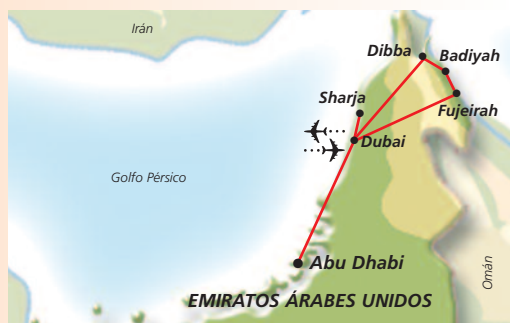 Irán
Dibba
Badiyah
Sharja
Fujeirah
Dubai
Golfo Pérsico
Abu Dhabi
Omán
EMIRATOS ÁRABES UNIDOS